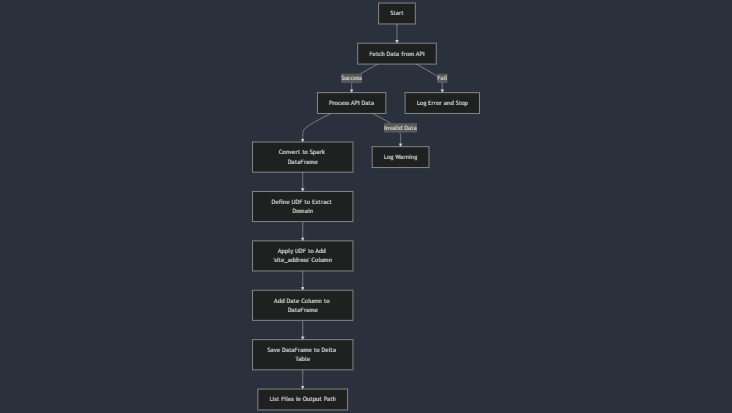 Start
Fetch Data from API
Success
Fail
Process API Data
Log Error and Stop
Invalid Data
Convert to Spark
DataFrame
Log Warning
Define UDF to Extract
Domain
Apply UDF to Add
'site_address' Column
Add Date Column to
DataFrame
Save DataFrame to Delta
Table
List Files in Output Path